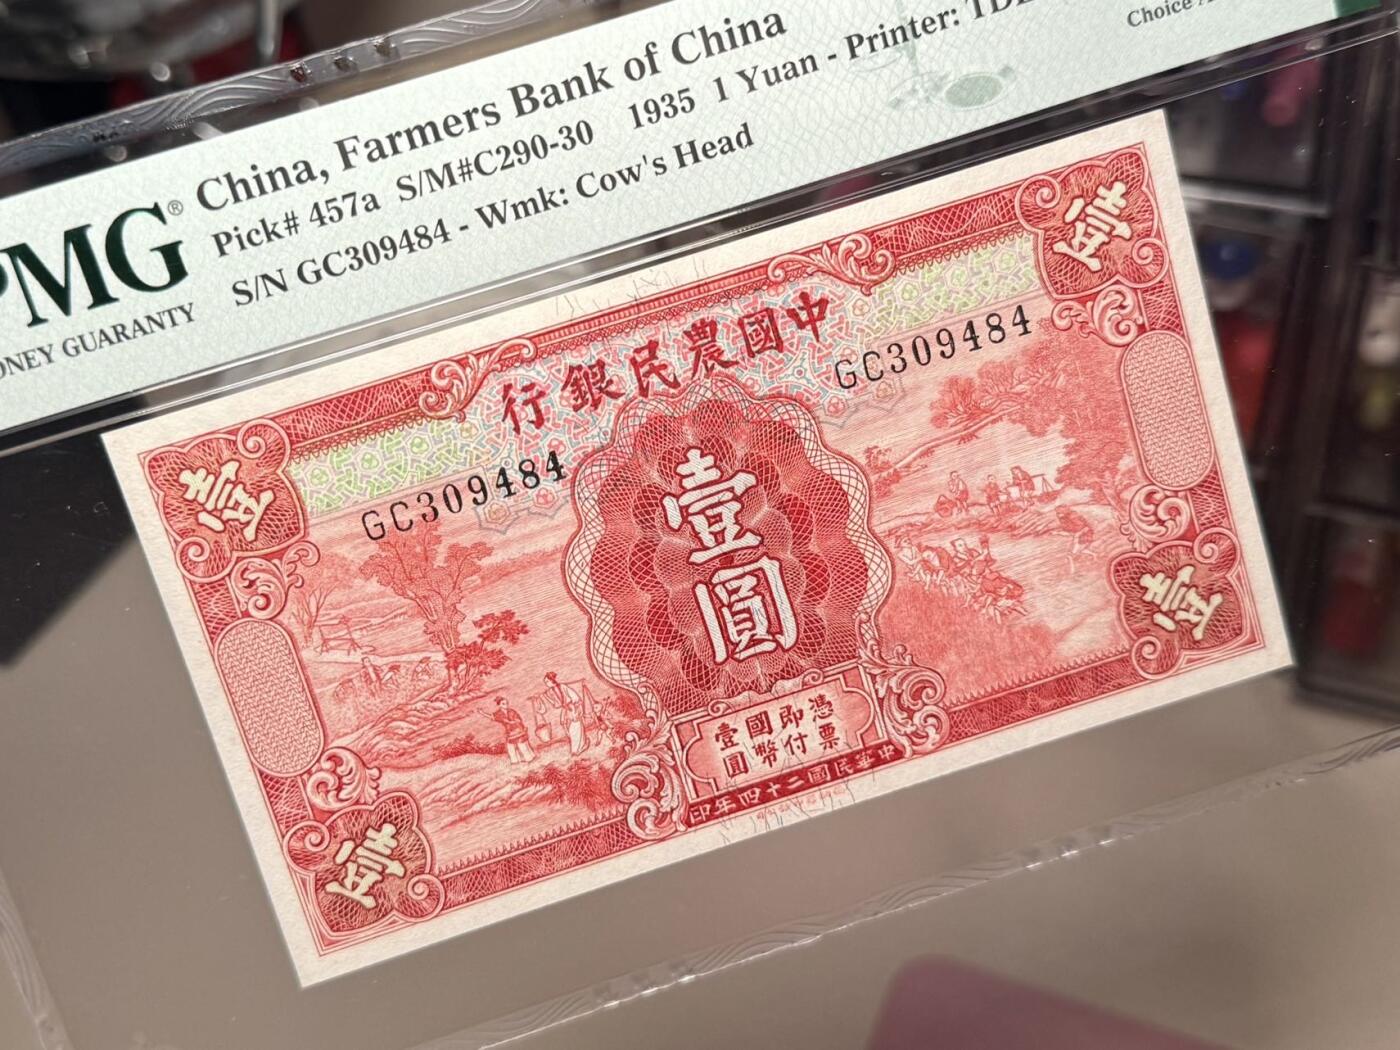 China, Farmers Bank of China
Pick# 457a S/M#C290-30 1935 1 Yuan - Printer: TDL
S/N GC309484 - Wmk: Cow's Head
Choice
PMG®
MONEY GUARANTY
行銀民農國中
GC309484
GC309484
壹
壹
壹圓
壹國即憑
圓幣付票
印年四十二國民華中
壹
壹